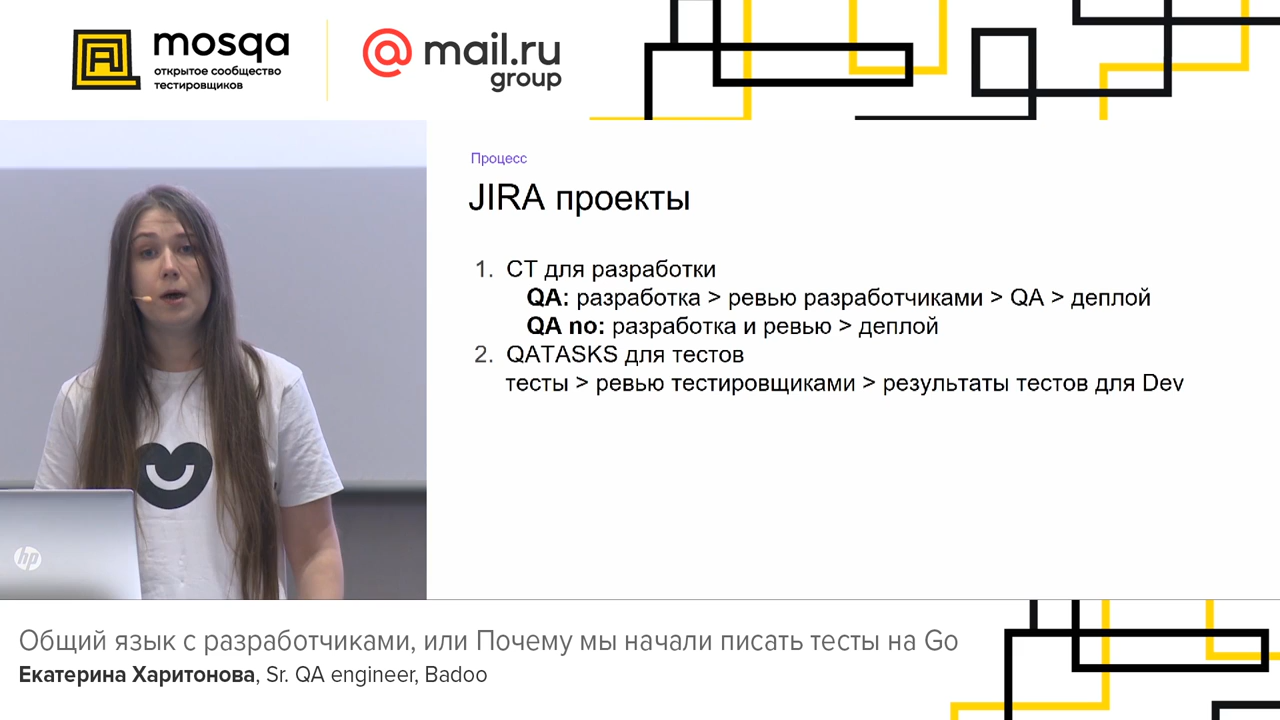 mosqa
открытое сообщество
тестировщиков
@mail.ru
group
Процесс
JIRA проекты
1. CT для разработки
QA: разработка > ревью разработчиками > QA > деплой
QA no: разработка и ревью > деплой
2. QATASKS для тестов
тесты > ревью тестировщиками > результаты тестов для Dev
hp
Общий язык с разработчиками, или Почему мы начали писать тесты на Go
Екатерина Харитонова, Sr. QA engineer, Badoo